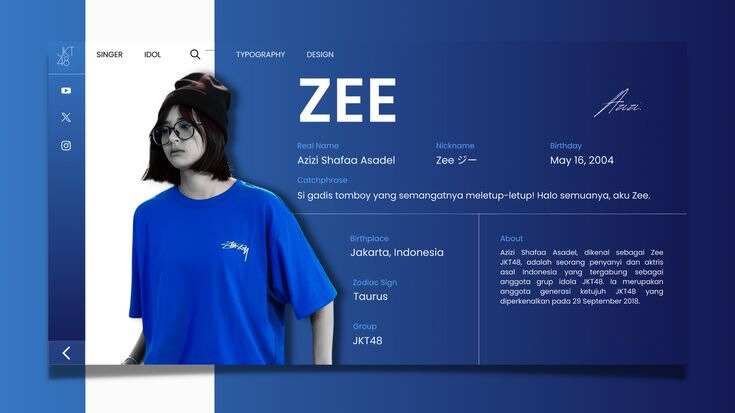 JKT
48
SINGER IDOL TYPOGRAPHY DESIGN
ZEE
Azizi.
Real Name Nickname Birthday
Azizi Shafaa Asadel Zee ジー May 16, 2004
Catchphrase
Si gadis tomboy yang semangatnya meletup-letup! Halo semuanya, aku Zee.
Birthplace
Jakarta, Indonesia
Zodiac Sign
Taurus
Group
JKT48
About
Azizi Shafaa Asadel, dikenal sebagai Zee
JKT48, adalah seorang penyanyi dan aktris
asal Indonesia yang tergabung sebagai
anggota grup idola JKT48. Ia merupakan
anggota generasi ketujuh JKT48 yang
diperkenalkan pada 29 September 2018.
Stüssy